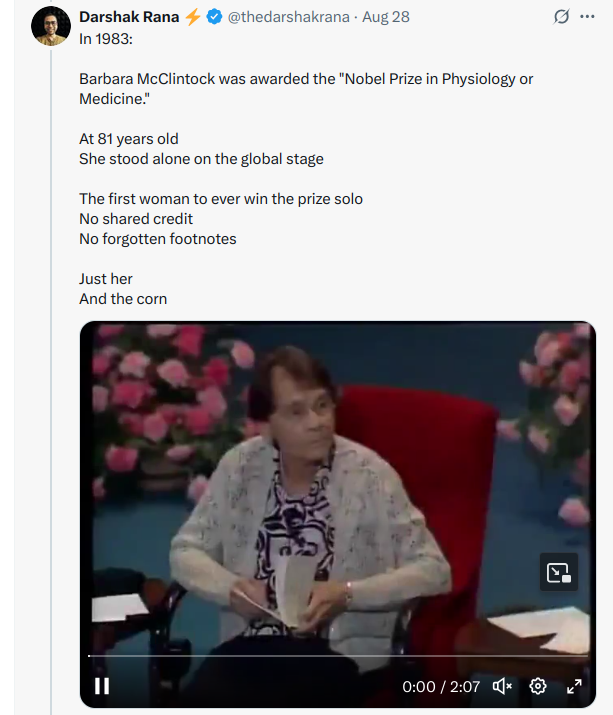 Darshak Rana ⚡ @thedarshakrana · Aug 28
In 1983:
Barbara McClintock was awarded the "Nobel Prize in Physiology or
Medicine."
At 81 years old
She stood alone on the global stage
The first woman to ever win the prize solo
No shared credit
No forgotten footnotes
Just her
And the corn
0:00 / 2:07